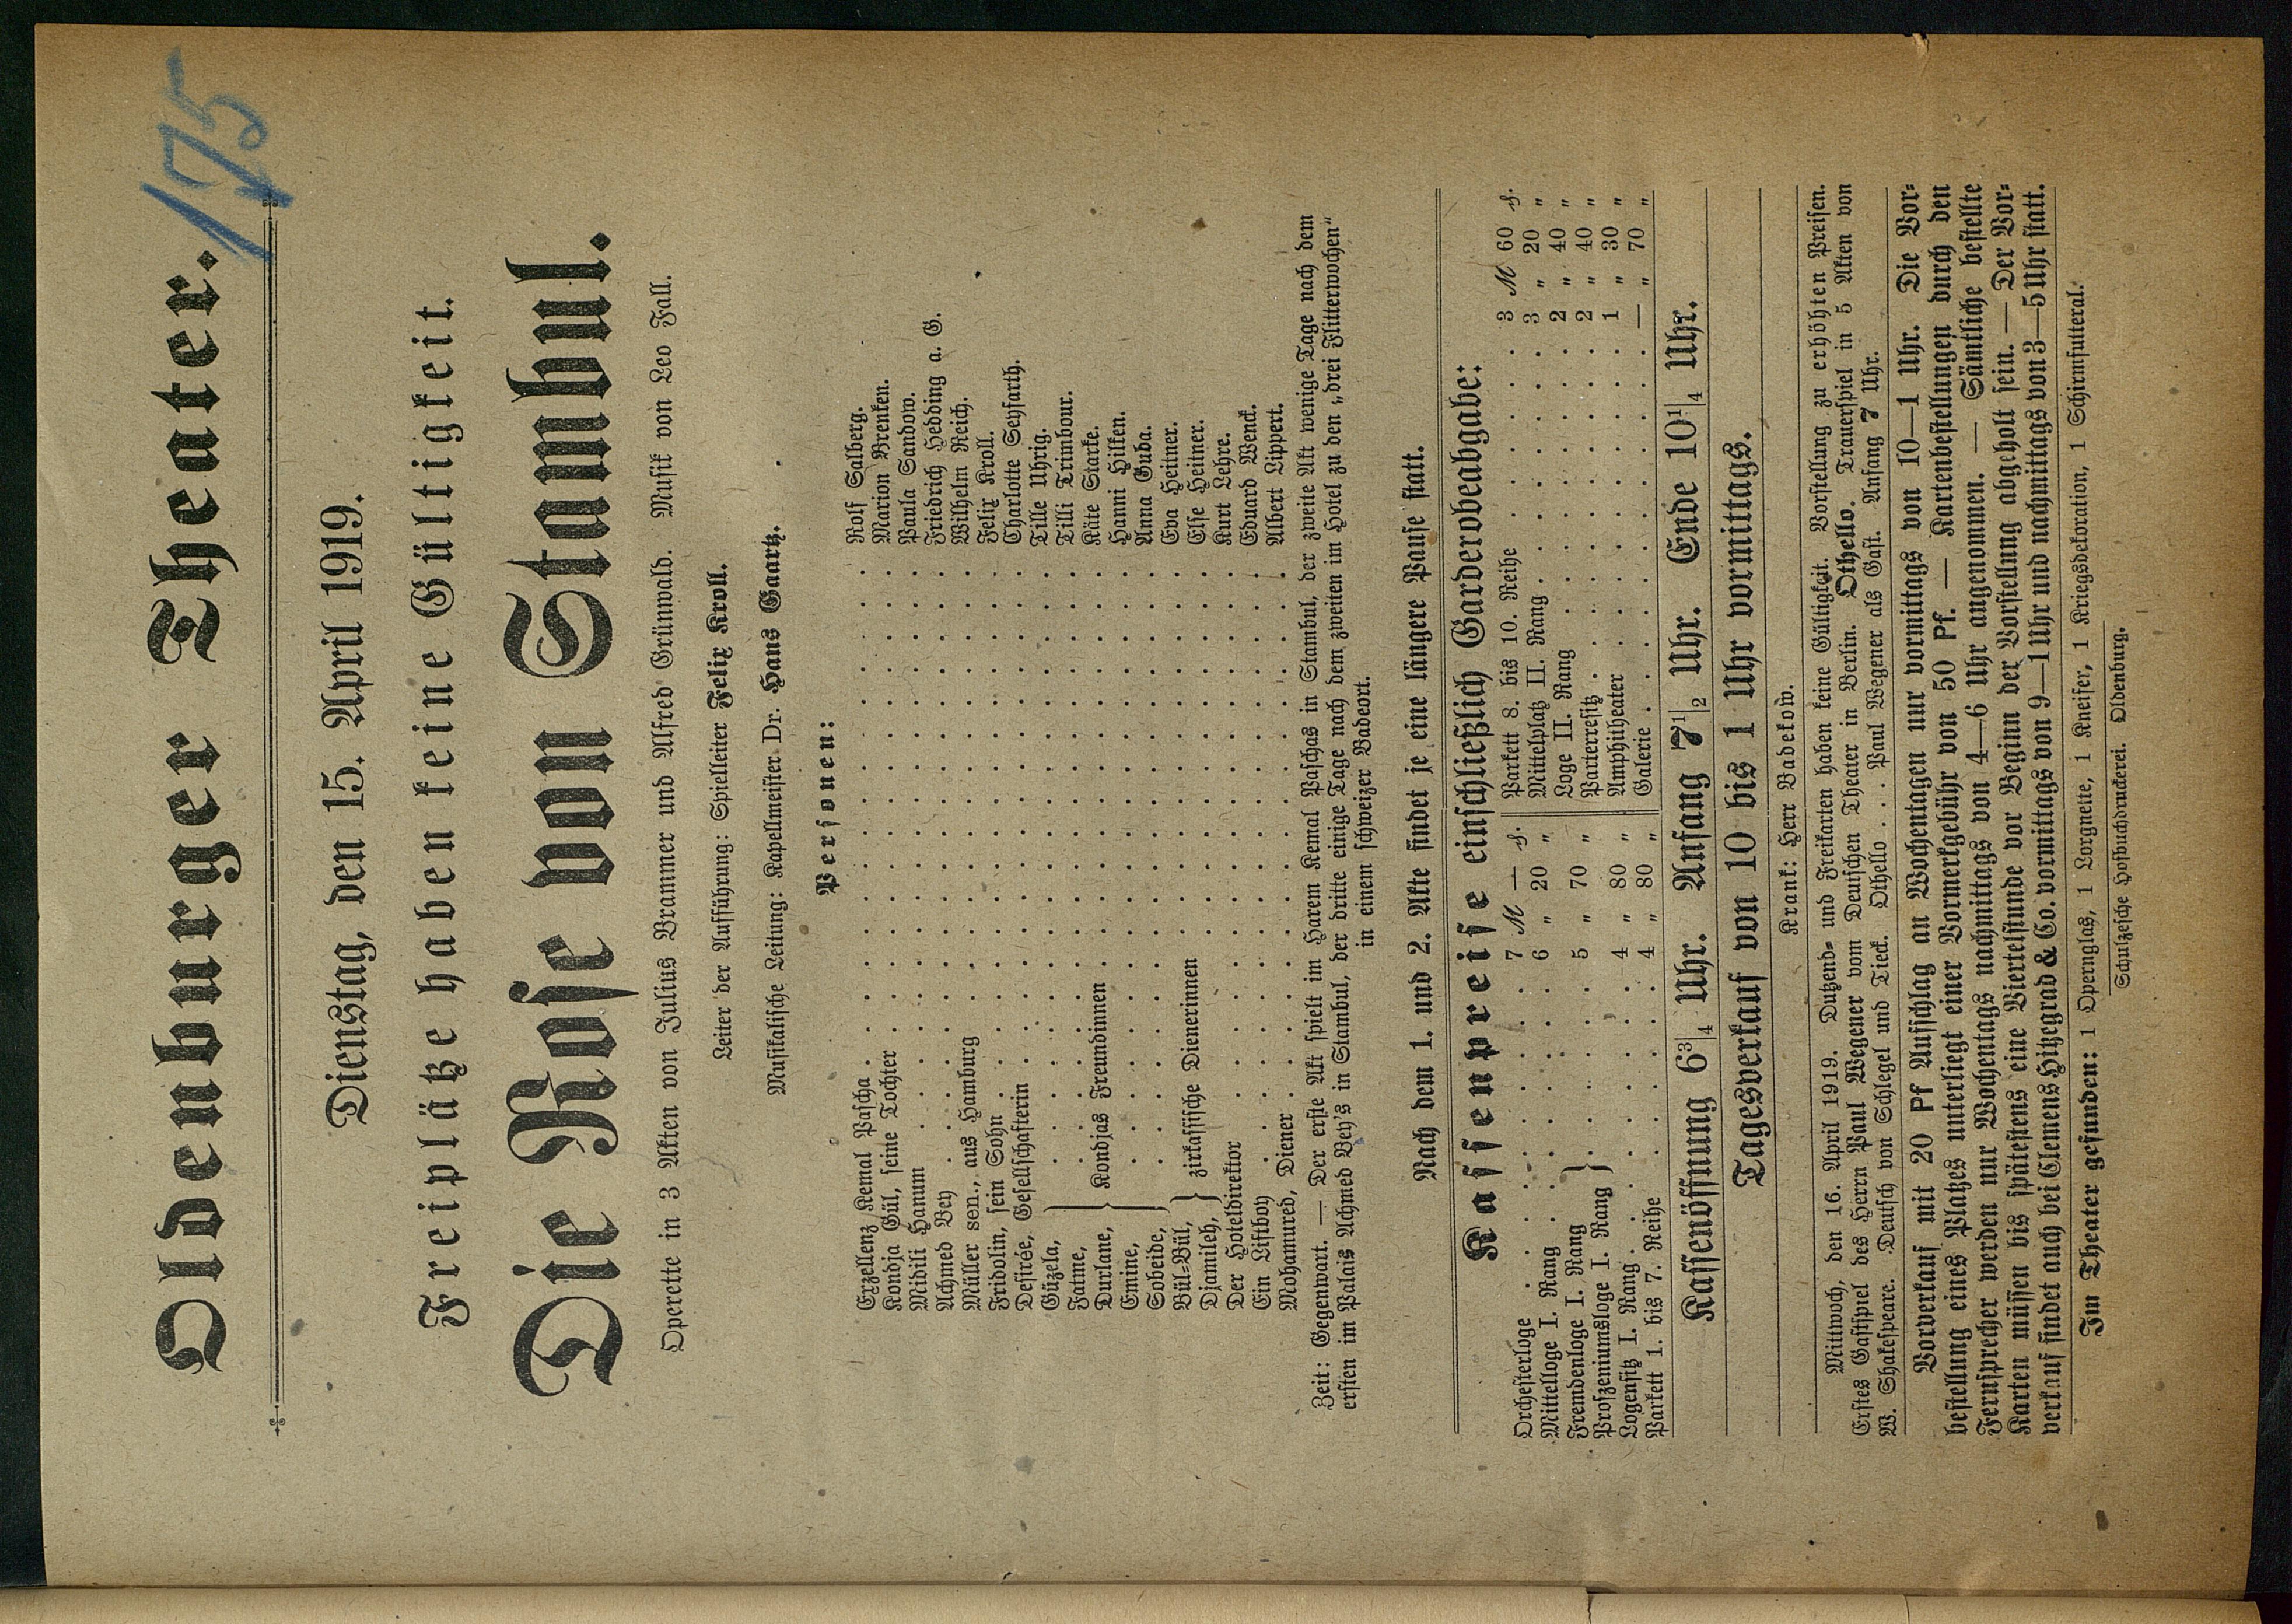 175
Oldenburger Theater.
Dienstag, den 15. April 1919.
Freiplätze haben keine Gültigkeit.
Die Rose von Stambul.
Operette in 3 Akten von Julius Brammer und Alfred Grünwald. Musik von Leo Fall.
Leiter der Aufführung: Spielleiter Felix Kroll.
Musikalische Leitung: Kapellmeister Dr. Hans Gaartz.
Personen:
Exzellenz Kemal Pascha . . . Rolf Salberg.
Kondja Gül, seine Tochter . . . Marion Brenken.
Midili Hanum . . . Paula Sandow.
Achmed Bey . . . Friedrich Hedding a. G.
Müller sen., aus Hamburg . . . Wilhelm Reich.
Fridolin, sein Sohn . . . Felix Kroll.
Desirée, Gesellschafterin . . . Charlotte Seyfarth.
Güzela, . . . Tille Uhrig.
Fatme, . . . Tilli Trimbour.
Durlane, } Kondjas Freundinnen . . . Käte Starke.
Emine, . . . Hanni Hilken.
Sobeide, . . . Anna Guba.
Bül-Bül, } zirkassische Dienerinnen . . . Eva Heitner.
Djamileh, . . . Else Heitner.
Der Hoteldirektor . . . Kurt Lehre.
Ein Liftboy . . . Eduard Wenck.
Mohamured, Diener . . . Albert Lippert.
Zeit: Gegenwart. — Der erste Akt spielt im Harem Kemal Paschas in Stambul, der zweite Akt wenige Tage nach dem
ersten im Palais Achmed Bey's in Stambul, der dritte einige Tage nach dem zweiten im Hotel zu den „drei Flitterwochen“
in einem schweizer Badeort.
Nach dem 1. und 2. Akte findet je eine längere Pause statt.
Kassenpreise einschließlich Garderobeabgabe:
Orchesterloge . . . 7 M — ₰.
Mittelloge I. Rang . . . 6 „ 20 „
Fremdenloge I. Rang
Proszeniumsloge I. Rang } . . . 5 „ 70 „
Logensitz I. Rang . . . 4 „ 80 „
Parkett 1. bis 7. Reihe . . . 4 „ 80 „
Parkett 8. bis 10. Reihe . . . 3 M 60 ₰.
Mittelplatz II. Rang . . . 3 „ 20 „
Loge II. Rang . . . 2 „ 40 „
Parterresitz . . . 2 „ 40 „
Amphitheater . . . 1 „ 30 „
Galerie . . . — „ 70 „
Kassenöffnung 6 3/4 Uhr. Anfang 7 1/2 Uhr. Ende 10 1/4 Uhr.
Tagesverkauf von 10 bis 1 Uhr vormittags.
Krank: Herr Badekow.
Mittwoch, den 16. April 1919. Dutzend- und Freikarten haben keine Gültigkeit. Vorstellung zu erhöhten Preisen.
Erstes Gastspiel des Herrn Paul Wegener vom Deutschen Theater in Berlin. Othello. Trauerspiel in 5 Akten von
W. Shakespeare. Deutsch von Schlegel und Tieck. Othello . . . Paul Wegener als Gast. Anfang 7 Uhr.
Vorverkauf mit 20 Pf Aufschlag an Wochentagen nur vormittags von 10—1 Uhr. Die Vor-
bestellung eines Platzes unterliegt einer Vormerkgebühr von 50 Pf. — Kartenbestellungen durch den
Fernsprecher werden nur Wochentags nachmittags von 4—6 Uhr angenommen. — Sämtliche bestellte
Karten müssen bis spätestens eine Viertelstunde vor Beginn der Vorstellung abgeholt sein. — Der Vor-
verkauf findet auch bei Clemens Hitzegrad & Co. vormittags von 9—1 Uhr und nachmittags von 3—5 Uhr statt.
Im Theater gefunden: 1 Opernglas, 1 Lorgnette, 1 Kneifer, 1 Kriegsdekoration, 1 Schirmfutteral.
Schulzesche Hofbuchdruckerei. Oldenburg.